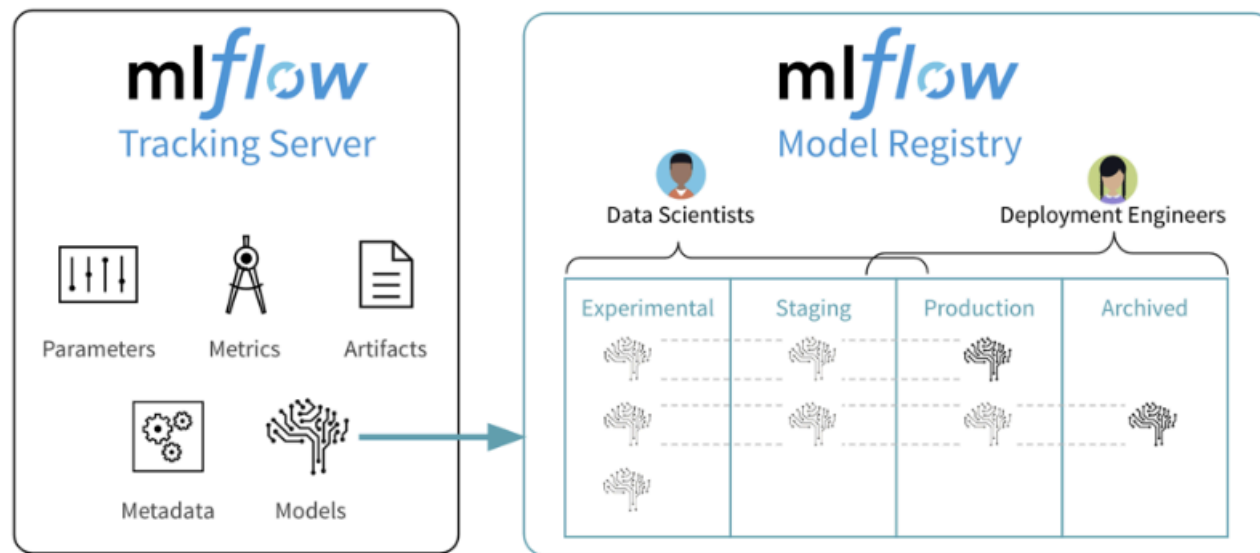 mlflow
Tracking Server
Parameters
Metrics
Artifacts
Metadata
Models
mlflow
Model Registry
Data Scientists
Deployment Engineers
Experimental
Staging
Production
Archived